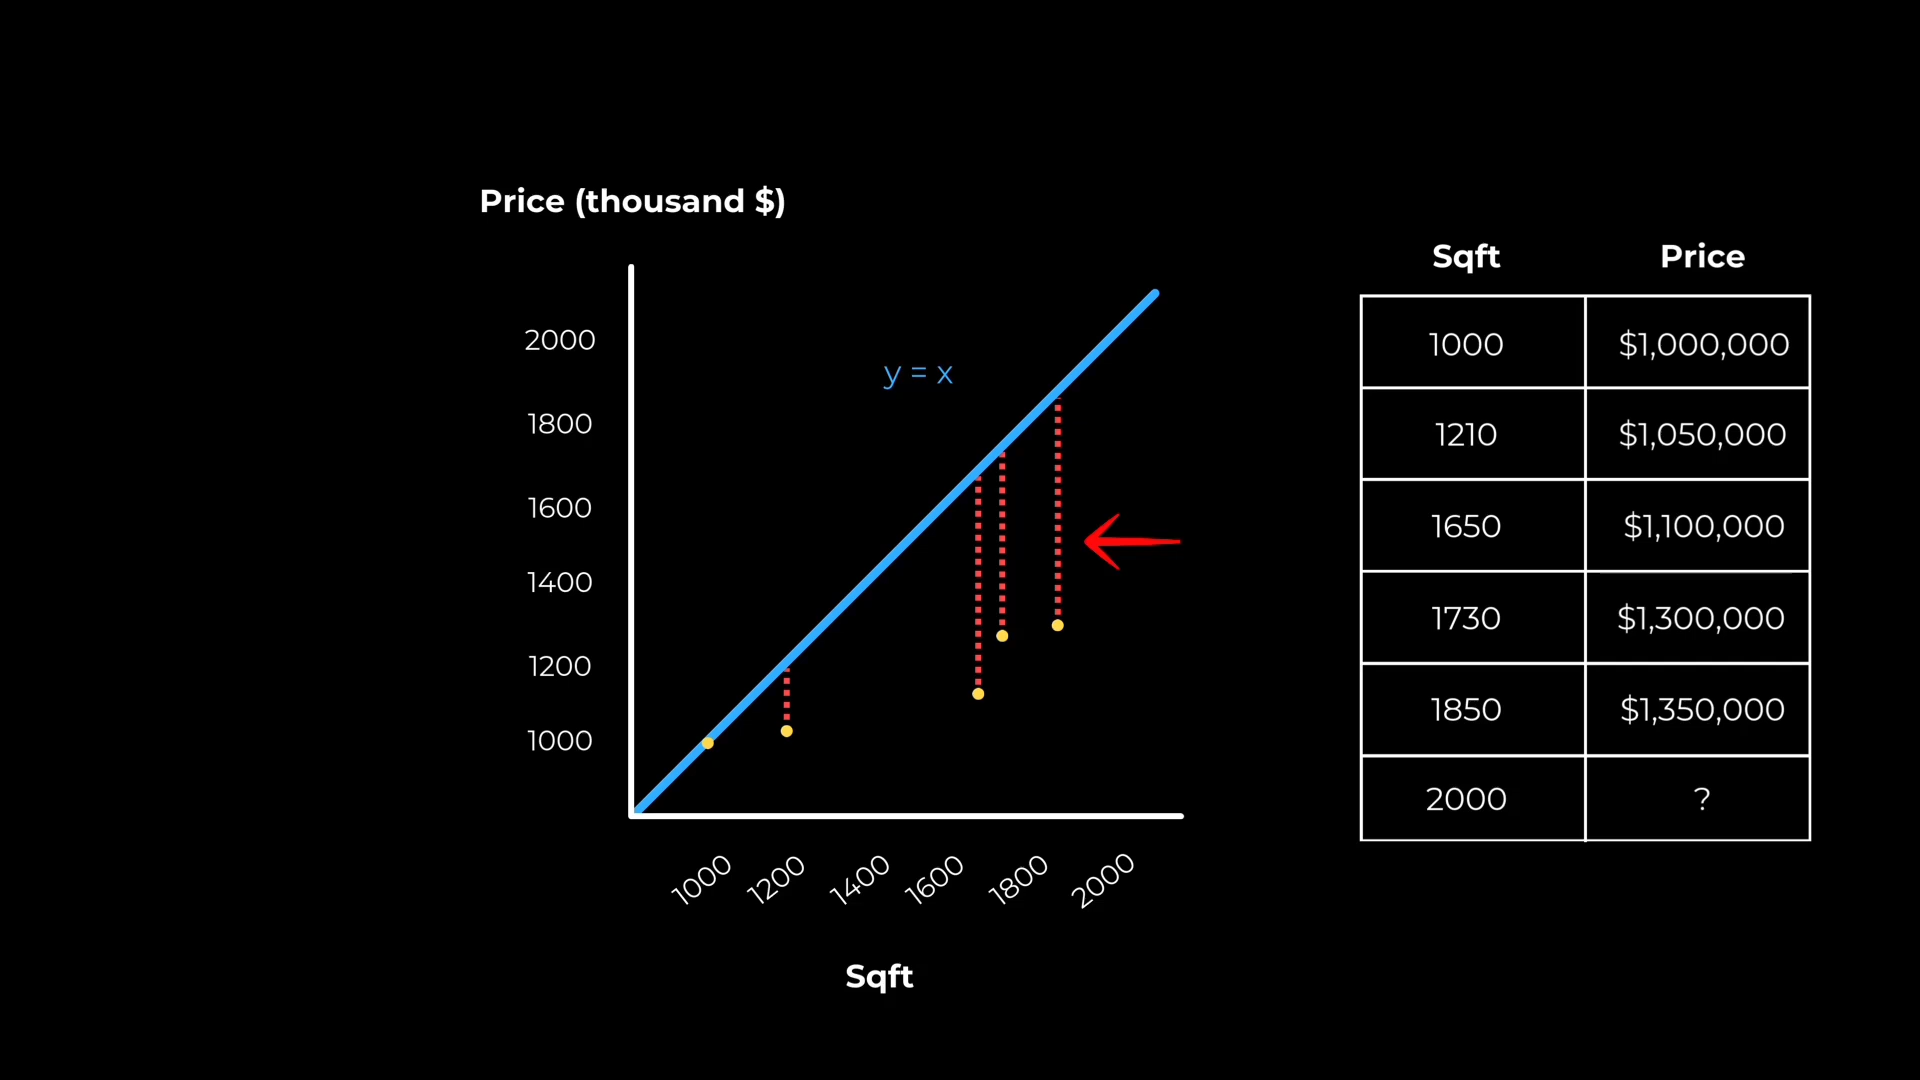 Price (thousand $)
2000
1800
1600
1400
1200
1000
y = x
1000 1200 1400 1600 1800 2000
Sqft
Sqft Price
1000 $1,000,000
1210 $1,050,000
1650 $1,100,000
1730 $1,300,000
1850 $1,350,000
2000 ?